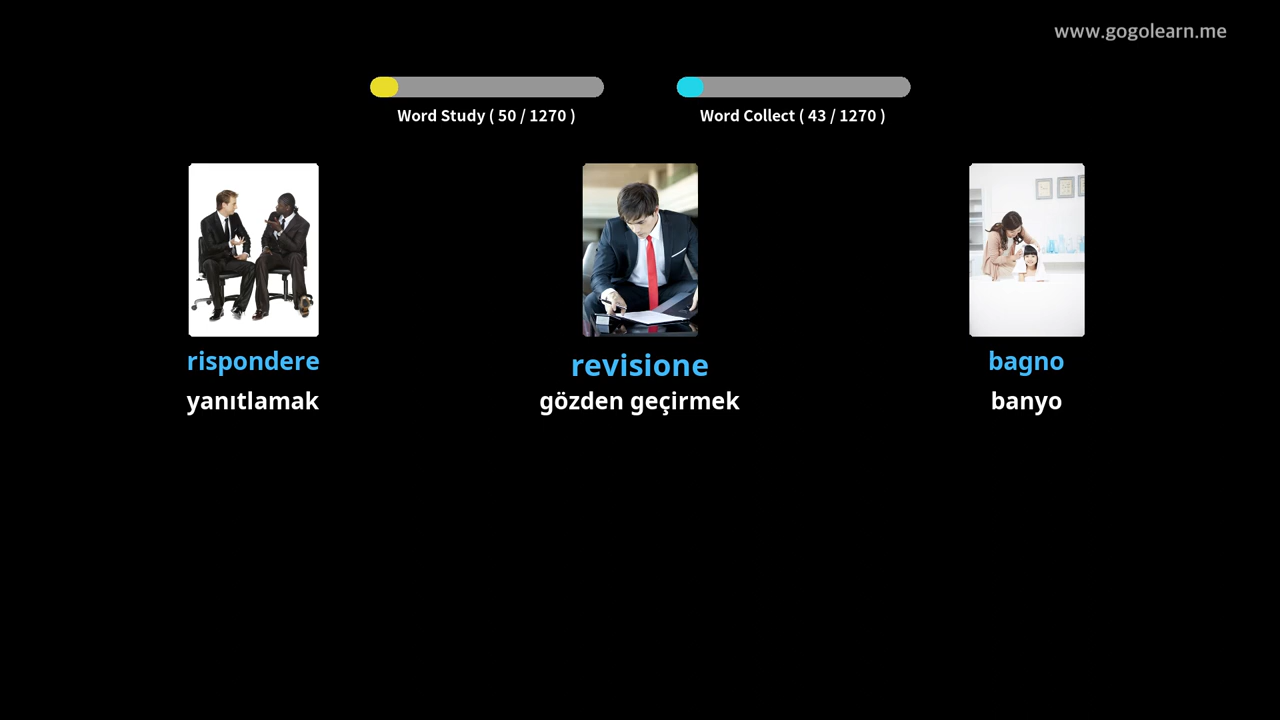 www.gogolearn.me
Word Study ( 50 / 1270 )
Word Collect ( 43 / 1270 )
rispondere
revisione
bagno
yanıtlamak
gözden geçirmek
banyo